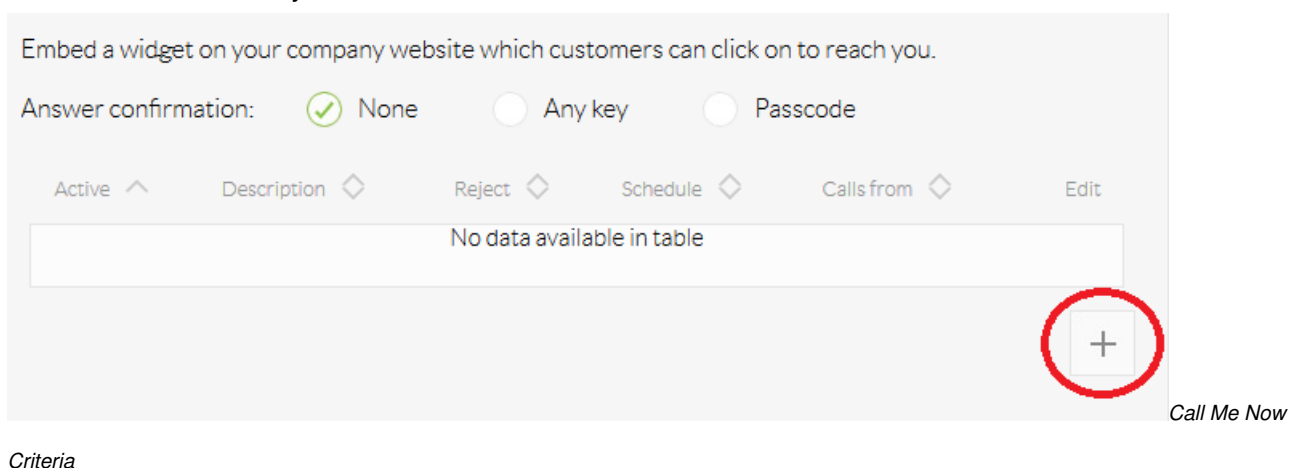 Embed a widget on your company website which customers can click on to reach you.
Answer confirmation: None Any key Passcode
Active Description Reject Schedule Calls from Edit
No data available in table
+
Call Me Now
Criteria